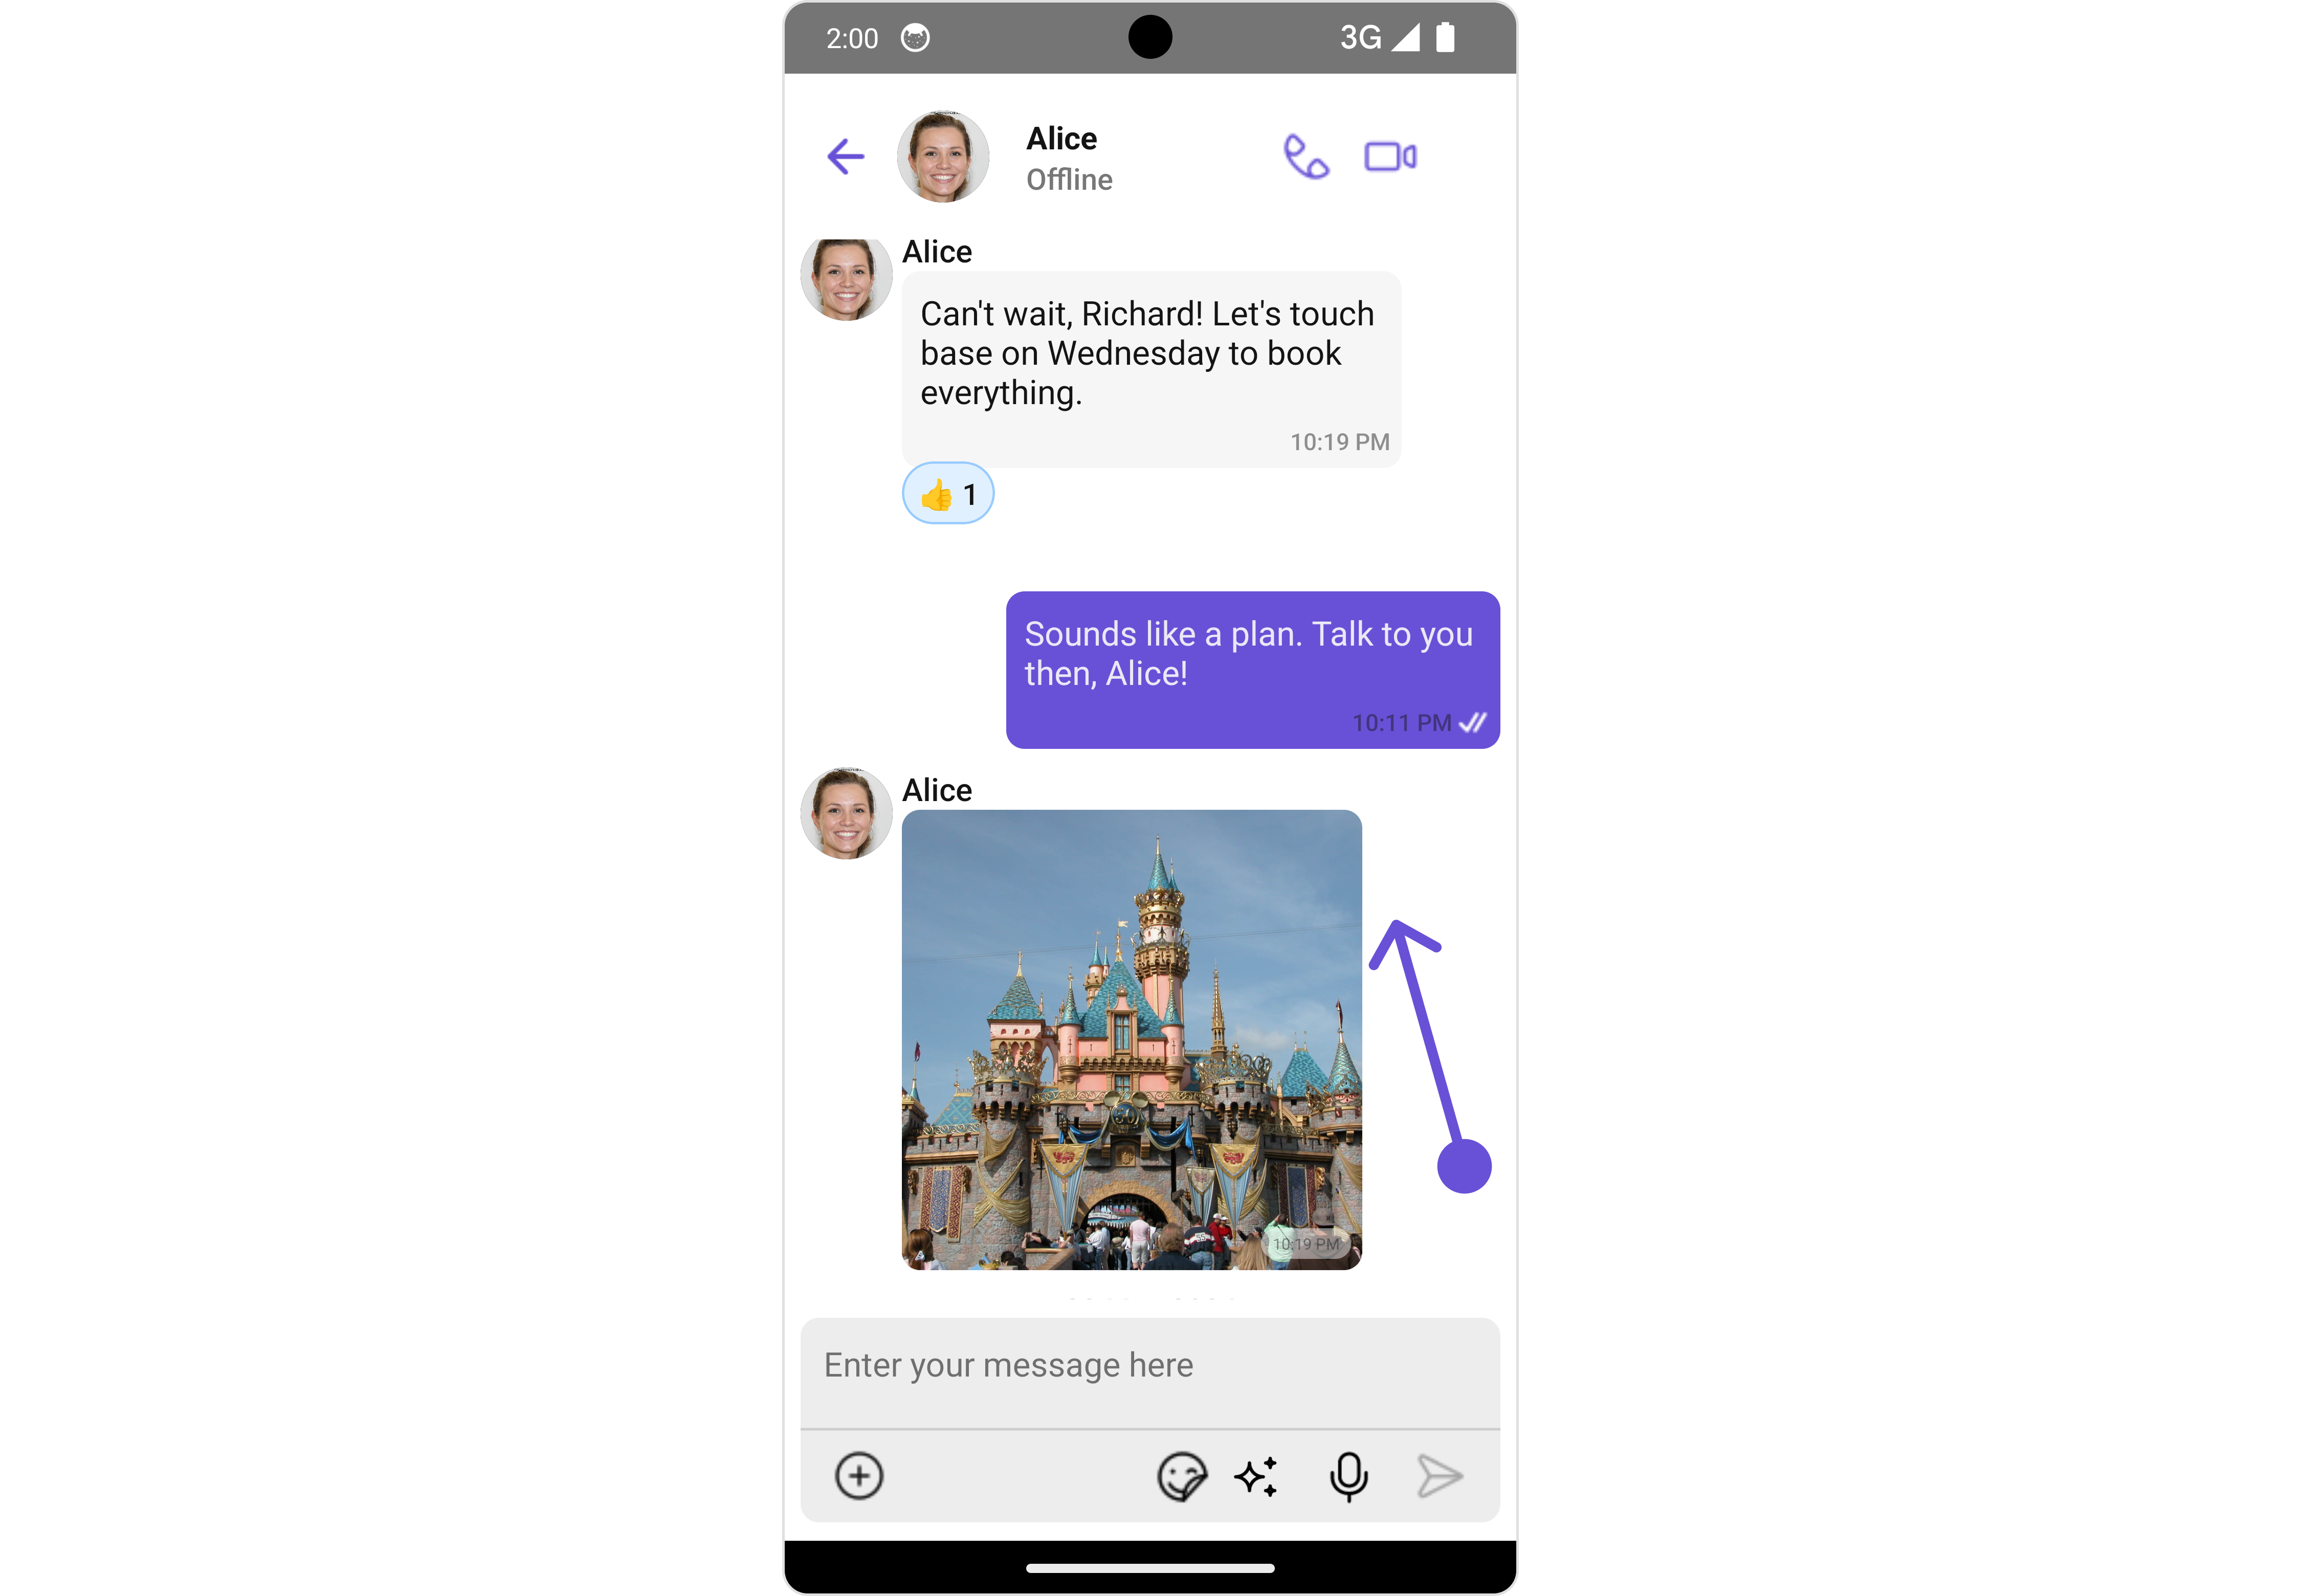 2:00 3G
Alice
Offline
Alice
Can't wait, Richard! Let's touch
base on Wednesday to book
everything.
10:19 PM
👍 1
Sounds like a plan. Talk to you
then, Alice!
10:11 PM
Alice
10:19 PM
Enter your message here